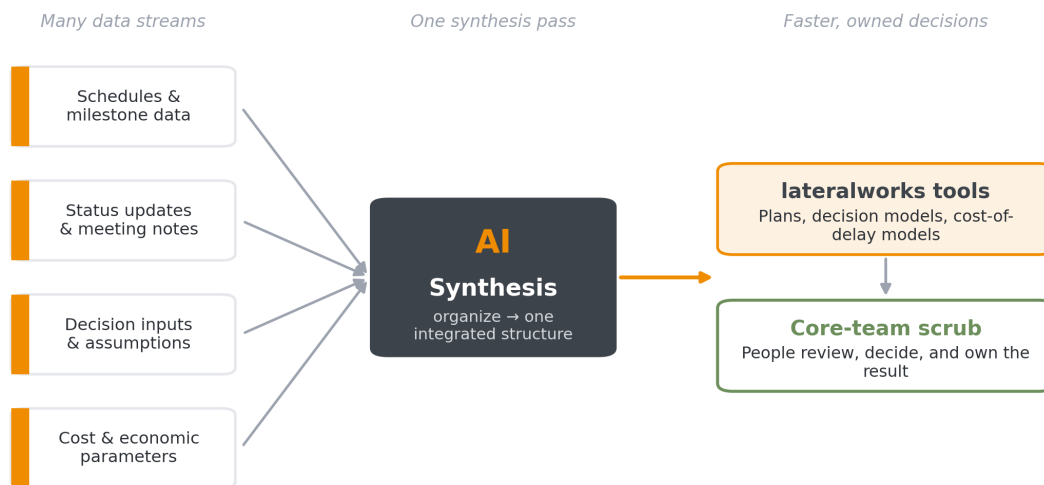 Many data streams
One synthesis pass
Faster, owned decisions
Schedules &
milestone data
Status updates
& meeting notes
Decision inputs
& assumptions
Cost & economic
parameters
AI
Synthesis
organize → one
integrated structure
lateralworks tools
Plans, decision models, cost-of-
delay models
Core-team scrub
People review, decide, and own the
result